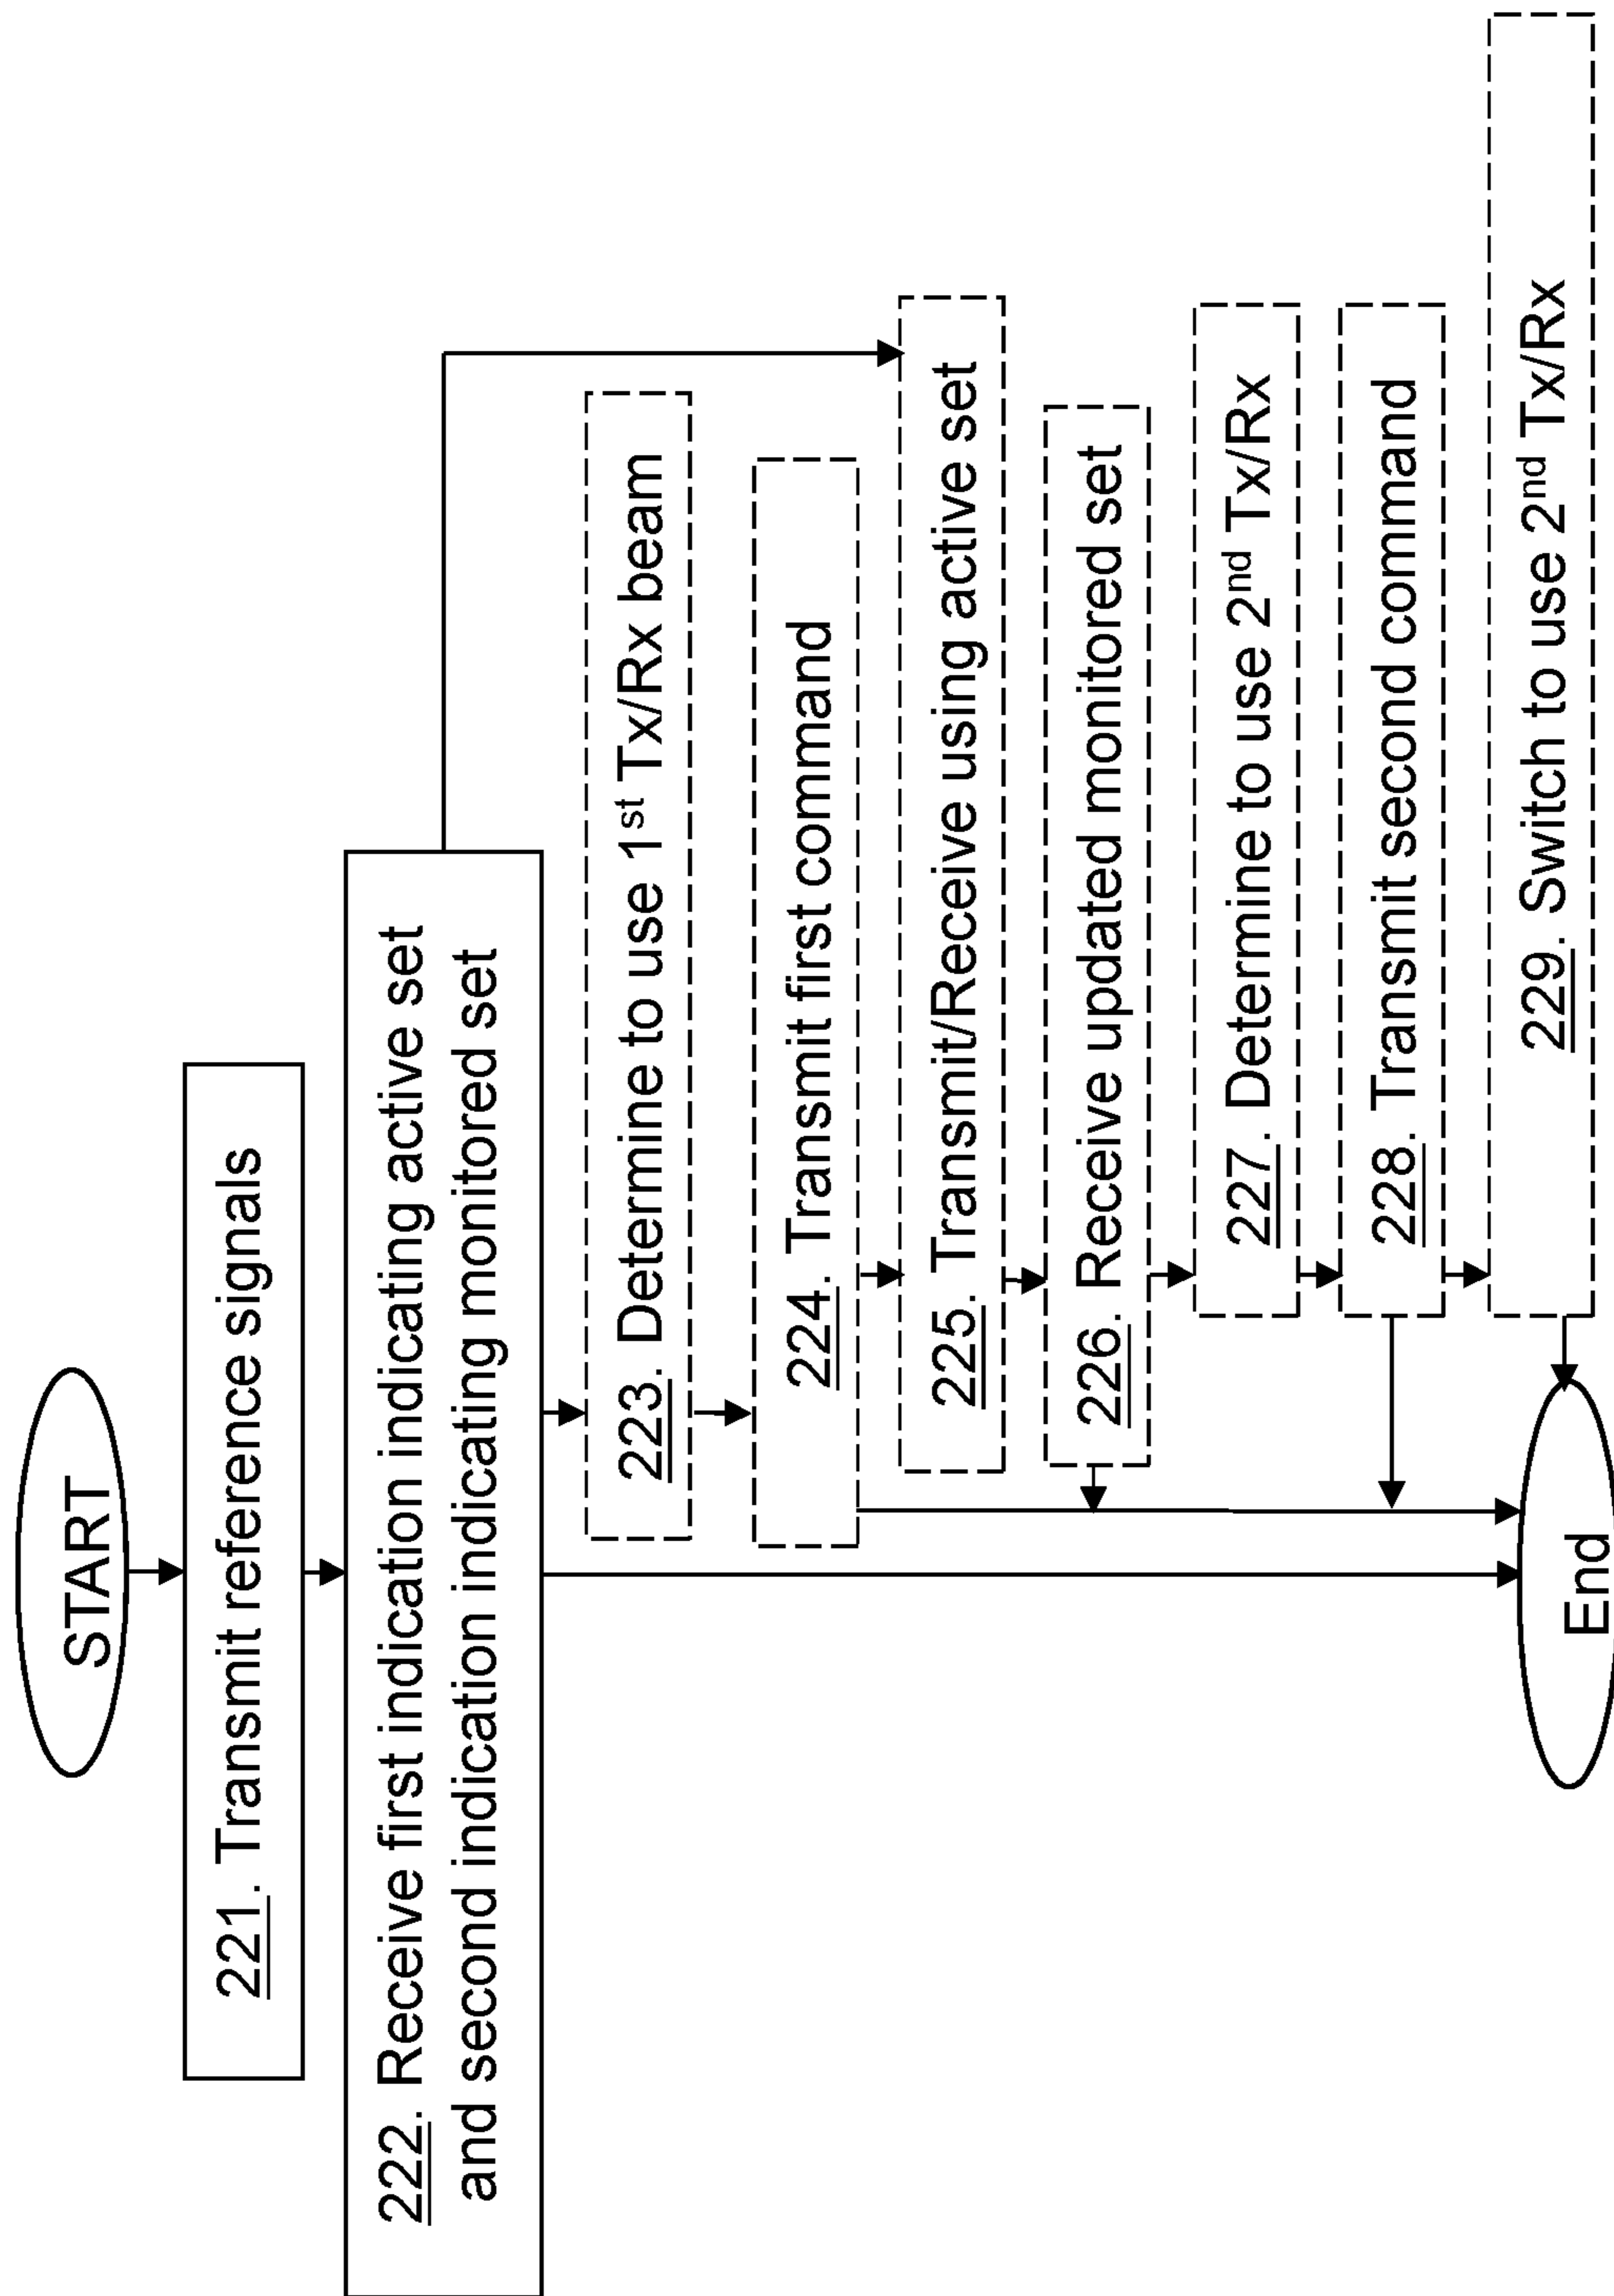 START
221. Transmit reference signals
222. Receive first indication indicating active set
and second indication indicating monitored set
223. Determine to use 1st Tx/Rx beam
224. Transmit first command
225. Transmit/Receive using active set
226. Receive updated monitored set
227. Determine to use 2nd Tx/Rx
228. Transmit second command
229. Switch to use 2nd Tx/Rx
End